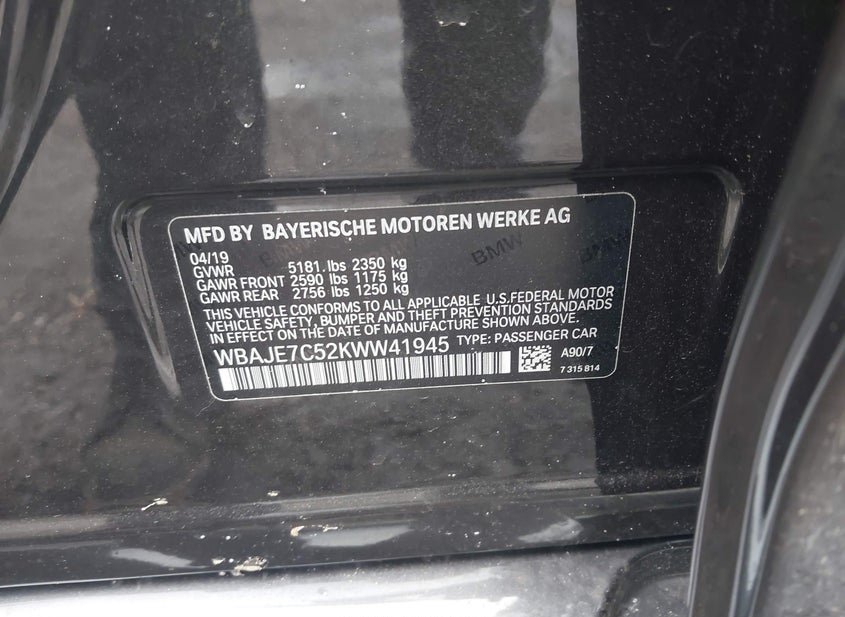 MFD BY BAYERISCHE MOTOREN WERKE AG
04/19
GVWR 5181. lbs 2350 kg
GAWR FRONT 2590 lbs 1175 kg
GAWR REAR 2756 lbs 1250 kg
BMW
BMW
THIS VEHICLE CONFORMS TO ALL APPLICABLE U.S.FEDERAL MOTOR
VEHICLE SAFETY, BUMPER AND THEFT PREVENTION STANDARDS
IN EFFECT ON THE DATE OF MANUFACTURE SHOWN ABOVE.
WBAJE7C52KWW41945 TYPE: PASSENGER CAR
A90/7
7 315 814